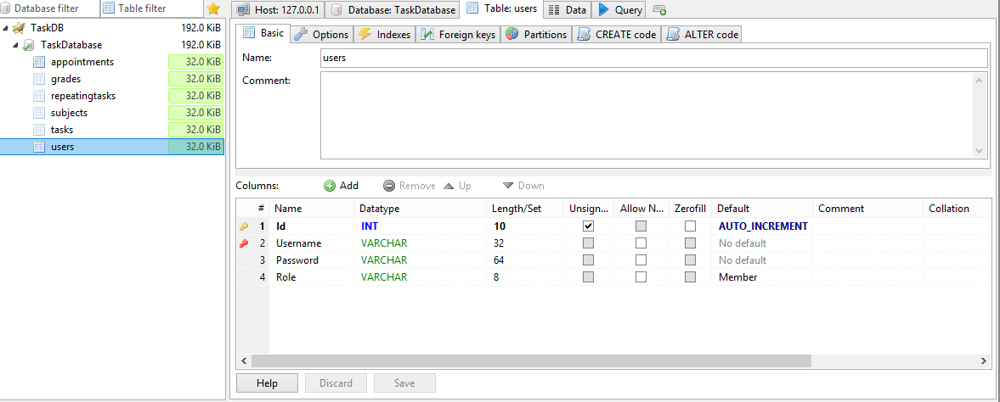 Database filter
Table filter
TaskDB 192.0 KiB
TaskDatabase 192.0 KiB
appointments 32.0 KiB
grades 32.0 KiB
repeatingtasks 32.0 KiB
subjects 32.0 KiB
tasks 32.0 KiB
users 32.0 KiB
Host: 127.0.0.1 Database: TaskDatabase Table: users Data Query
Basic Options Indexes Foreign keys Partitions CREATE code ALTER code
Name: users
Comment:
Columns: Add Remove Up Down
# Name Datatype Length/Set Unsign... Allow N... Zerofill Default Comment Collation
1 Id INT 10 AUTO_INCREMENT
2 Username VARCHAR 32 No default
3 Password VARCHAR 64 No default
4 Role VARCHAR 8 Member
Help Discard Save